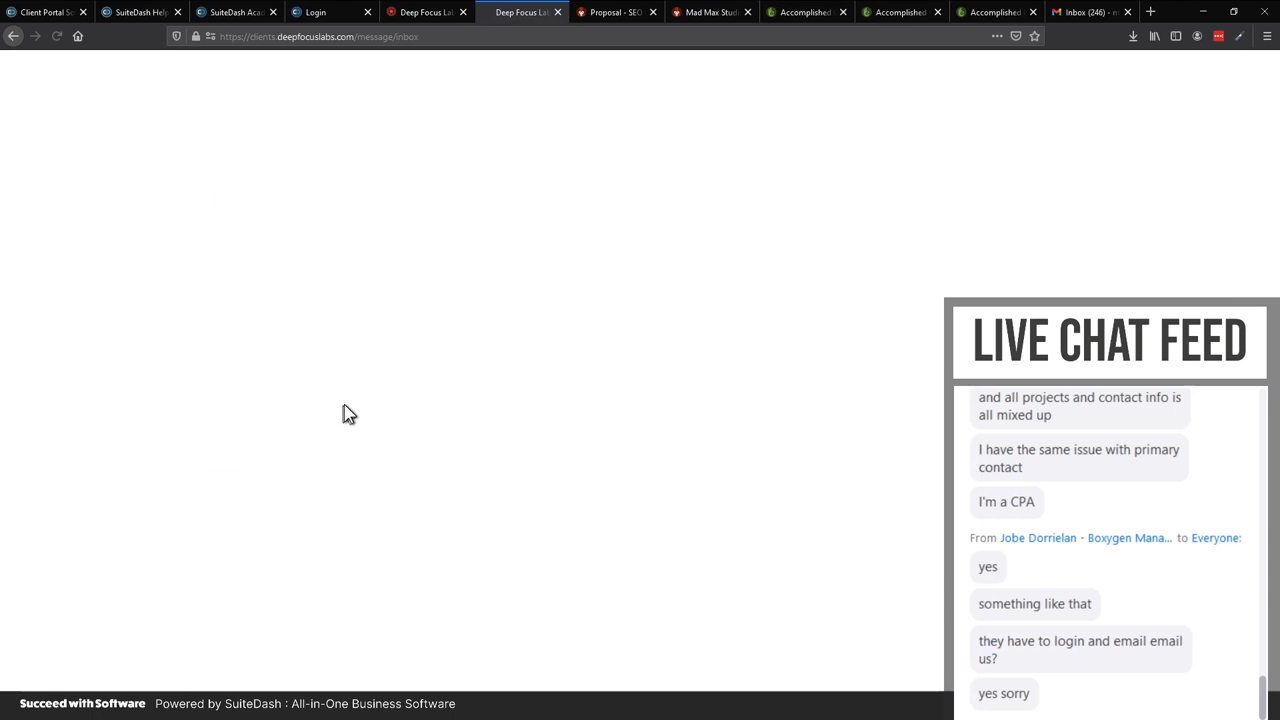 Client Portal So
SuiteDash Help
SuiteDash Aca
Login
Deep Focus Lab
Deep Focus La
Proposal - SEO
Mad Max Stud
Accomplished
Accomplished
Accomplished
Inbox (246) - m
https://clients.deepfocuslabs.com/message/inbox
LIVE CHAT FEED
and all projects and contact info is
all mixed up
I have the same issue with primary
contact
I'm a CPA
From Jobe Dorrielan - Boxygen Mana... to Everyone:
yes
something like that
they have to login and email email
us?
yes sorry
Succeed with Software Powered by SuiteDash : All-in-One Business Software